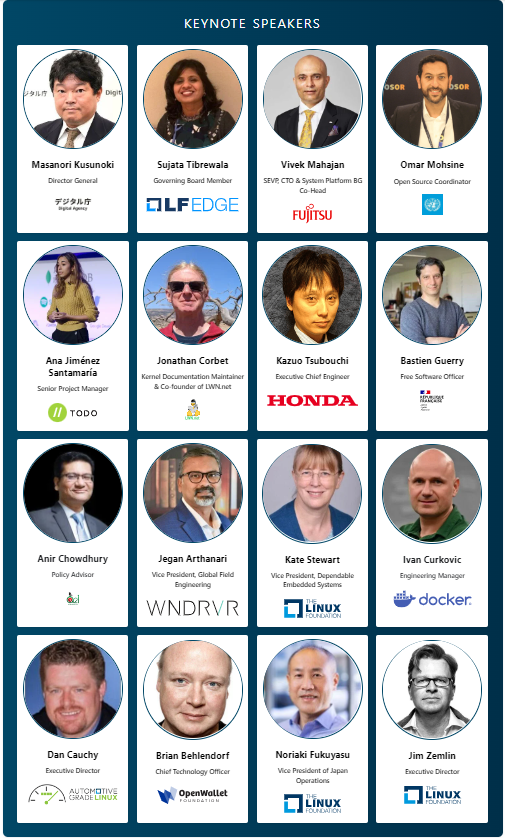 KEYNOTE SPEAKERS
Masanori Kusunoki
Director General
デジタル庁
Digital Agency
Sujata Tibrewala
Governing Board Member
LF EDGE
Vivek Mahajan
SEVP, CTO & System Platform BG
Co-Head
FUJITSU
Omar Mohsine
Open Source Coordinator
Ana Jiménez
Santamaría
Senior Project Manager
TODO
Jonathan Corbet
Kernel Documentation Maintainer
& Co-founder of LWN.net
LWN.net
Kazuo Tsubouchi
Executive Chief Engineer
HONDA
Bastien Guerry
Free Software Officer
RÉPUBLIQUE
FRANÇAISE
Anir Chowdhury
Policy Advisor
Jegan Arthanari
Vice President, Global Field
Engineering
WNDRVR
Kate Stewart
Vice President, Dependable
Embedded Systems
THE
LINUX
FOUNDATION
Ivan Curkovic
Engineering Manager
docker
Dan Cauchy
Executive Director
AUTOMOTIVE
GRADE LINUX
Brian Behlendorf
Chief Technology Officer
OpenWallet
FOUNDATION
Noriaki Fukuyasu
Vice President of Japan
Operations
THE
LINUX
FOUNDATION
Jim Zemlin
Executive Director
THE
LINUX
FOUNDATION